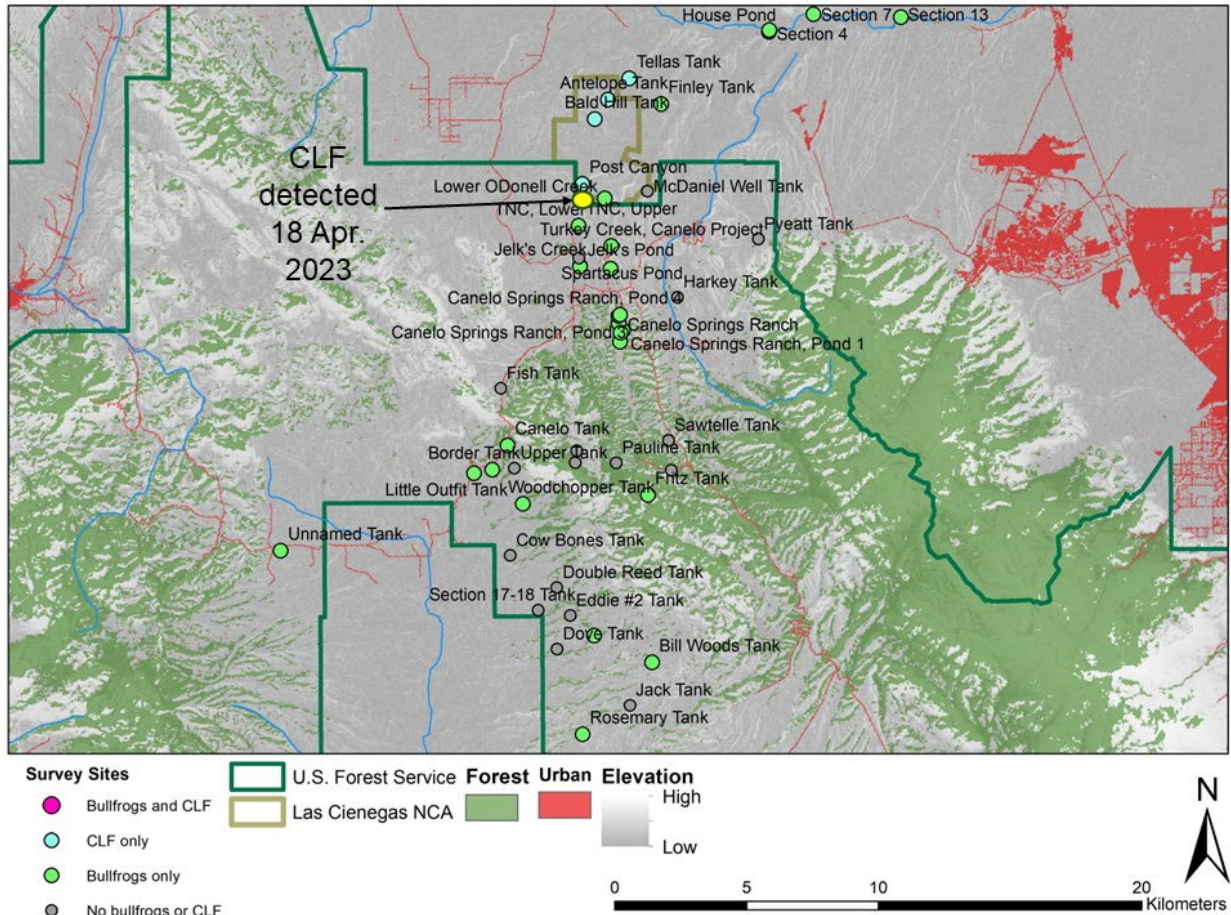 House Pond
Section 7
Section 13
Section 4
Tellas Tank
Antelope Tank
Finley Tank
Bald Hill Tank
CLF
detected
18 Apr.
2023
Post Canyon
Lower ODonell Creek
McDaniel Well Tank
TNC, Lower
TNC, Upper
Turkey Creek, Canelo Project
Pyeatt Tank
Jelk's Creek
Jelk's Pond
Spartacus Pond
Harkey Tank
Canelo Springs Ranch, Pond 4
Canelo Springs Ranch
Canelo Springs Ranch, Pond 3
Canelo Springs Ranch, Pond 1
Fish Tank
Canelo Tank
Sawtelle Tank
Border Tank
Upper Tank
Pauline Tank
Fritz Tank
Little Outfit Tank
Woodchopper Tank
Unnamed Tank
Cow Bones Tank
Double Reed Tank
Section 17-18 Tank
Eddie #2 Tank
Dove Tank
Bill Woods Tank
Jack Tank
Rosemary Tank
Survey Sites
Bullfrogs and CLF
CLF only
Bullfrogs only
No bullfrogs or CLF
U.S. Forest Service
Las Cienegas NCA
Forest
Urban
Elevation
High
Low
N
0 5 10 20
Kilometers